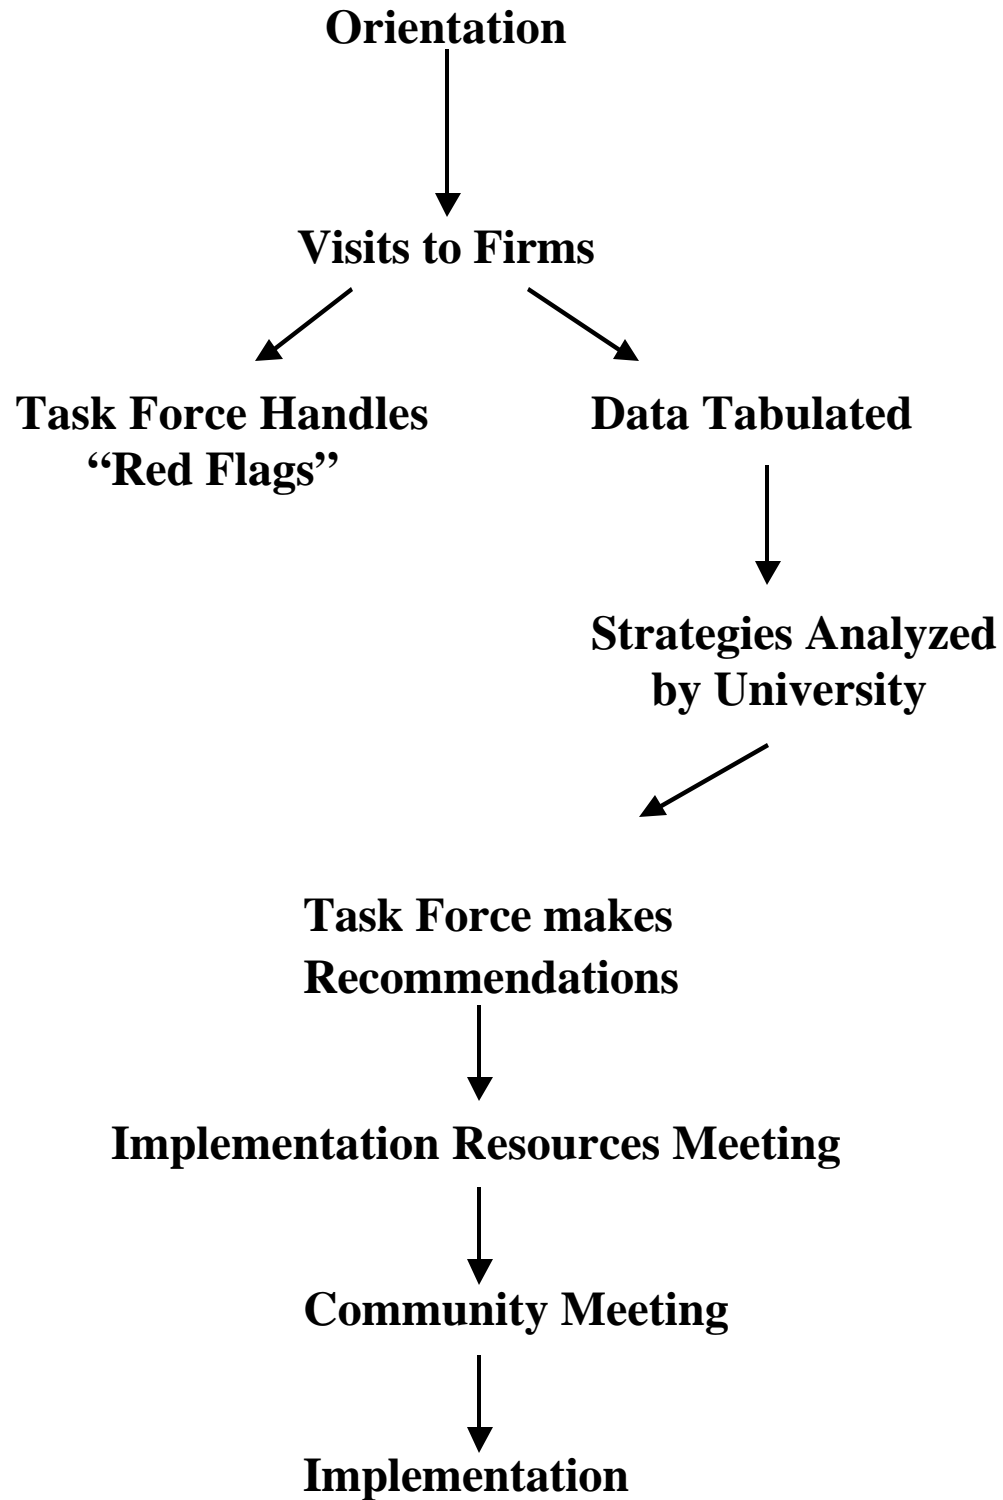 Orientation
Visits to Firms
Task Force Handles
“Red Flags”
Data Tabulated
Strategies Analyzed
by University
Task Force makes
Recommendations
Implementation Resources Meeting
Community Meeting
Implementation